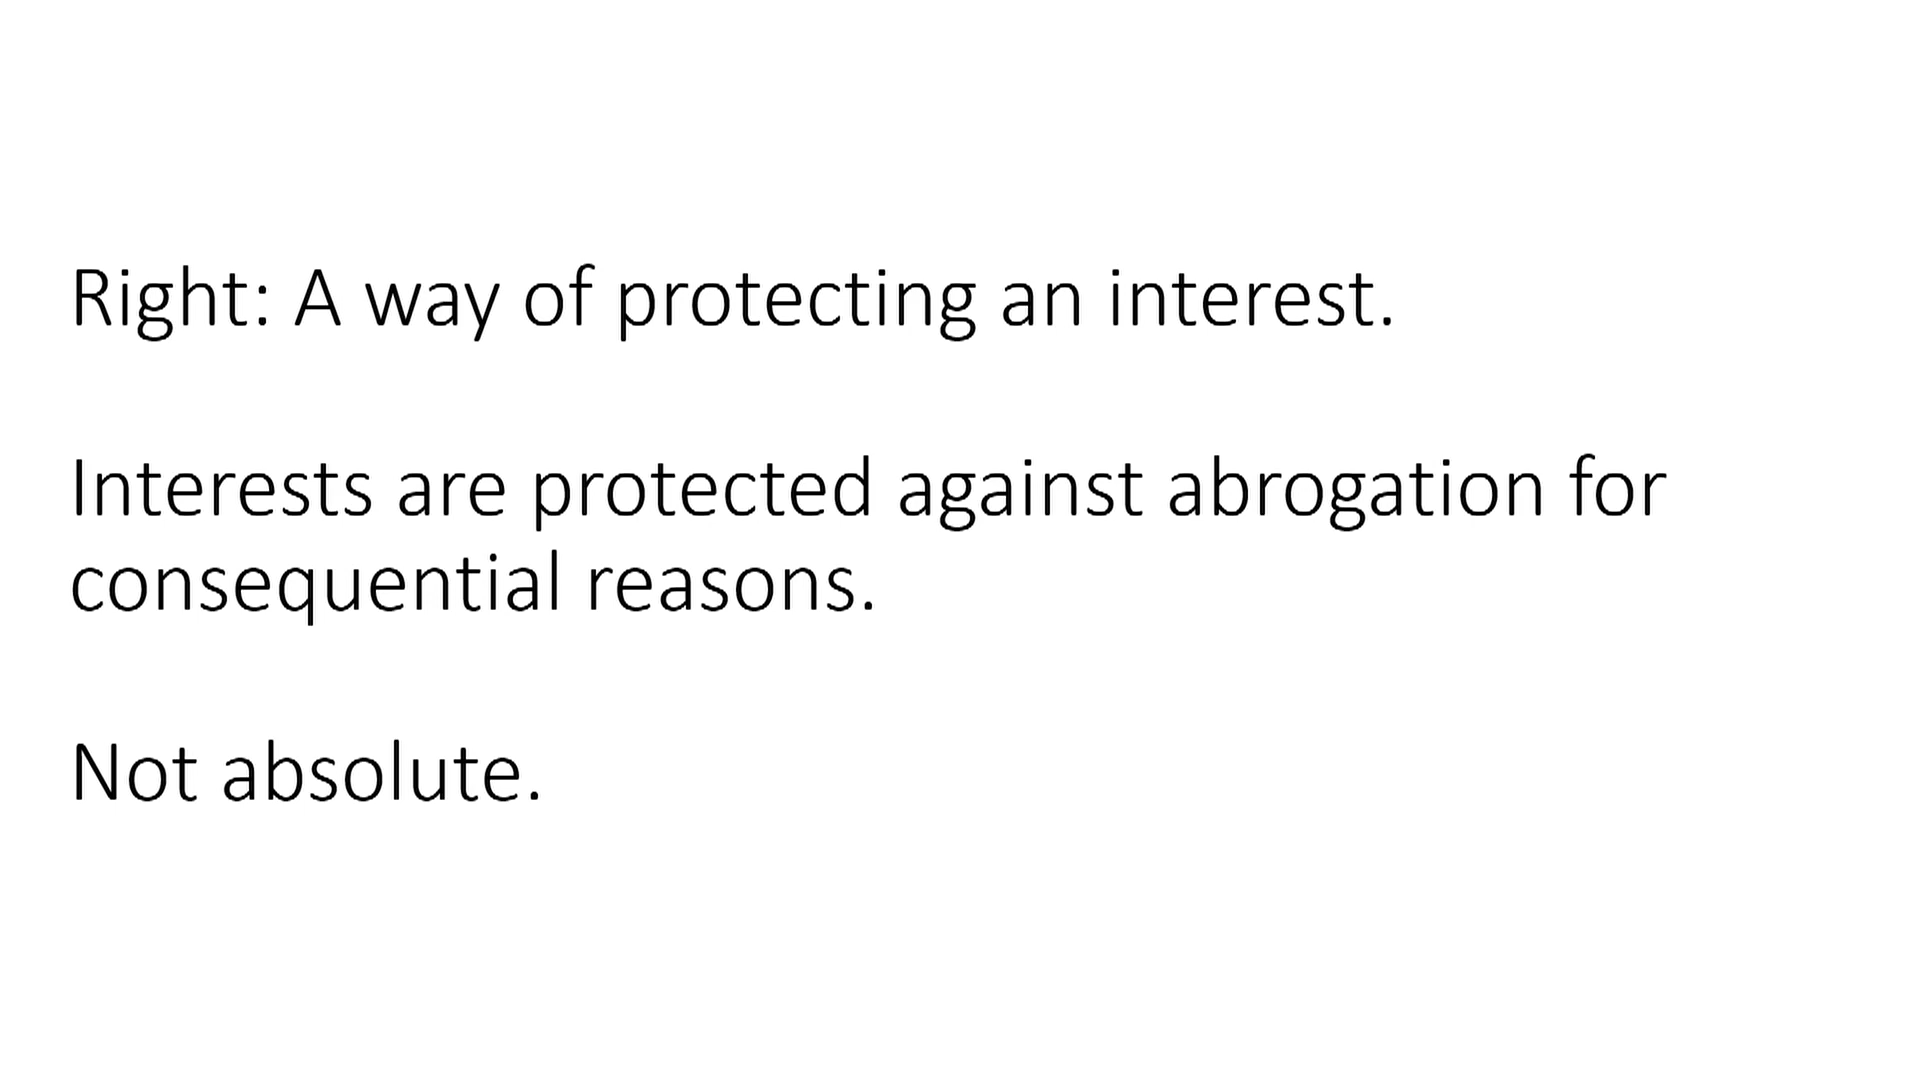 Right: A way of protecting an interest.
Interests are protected against abrogation for
consequential reasons.
Not absolute.